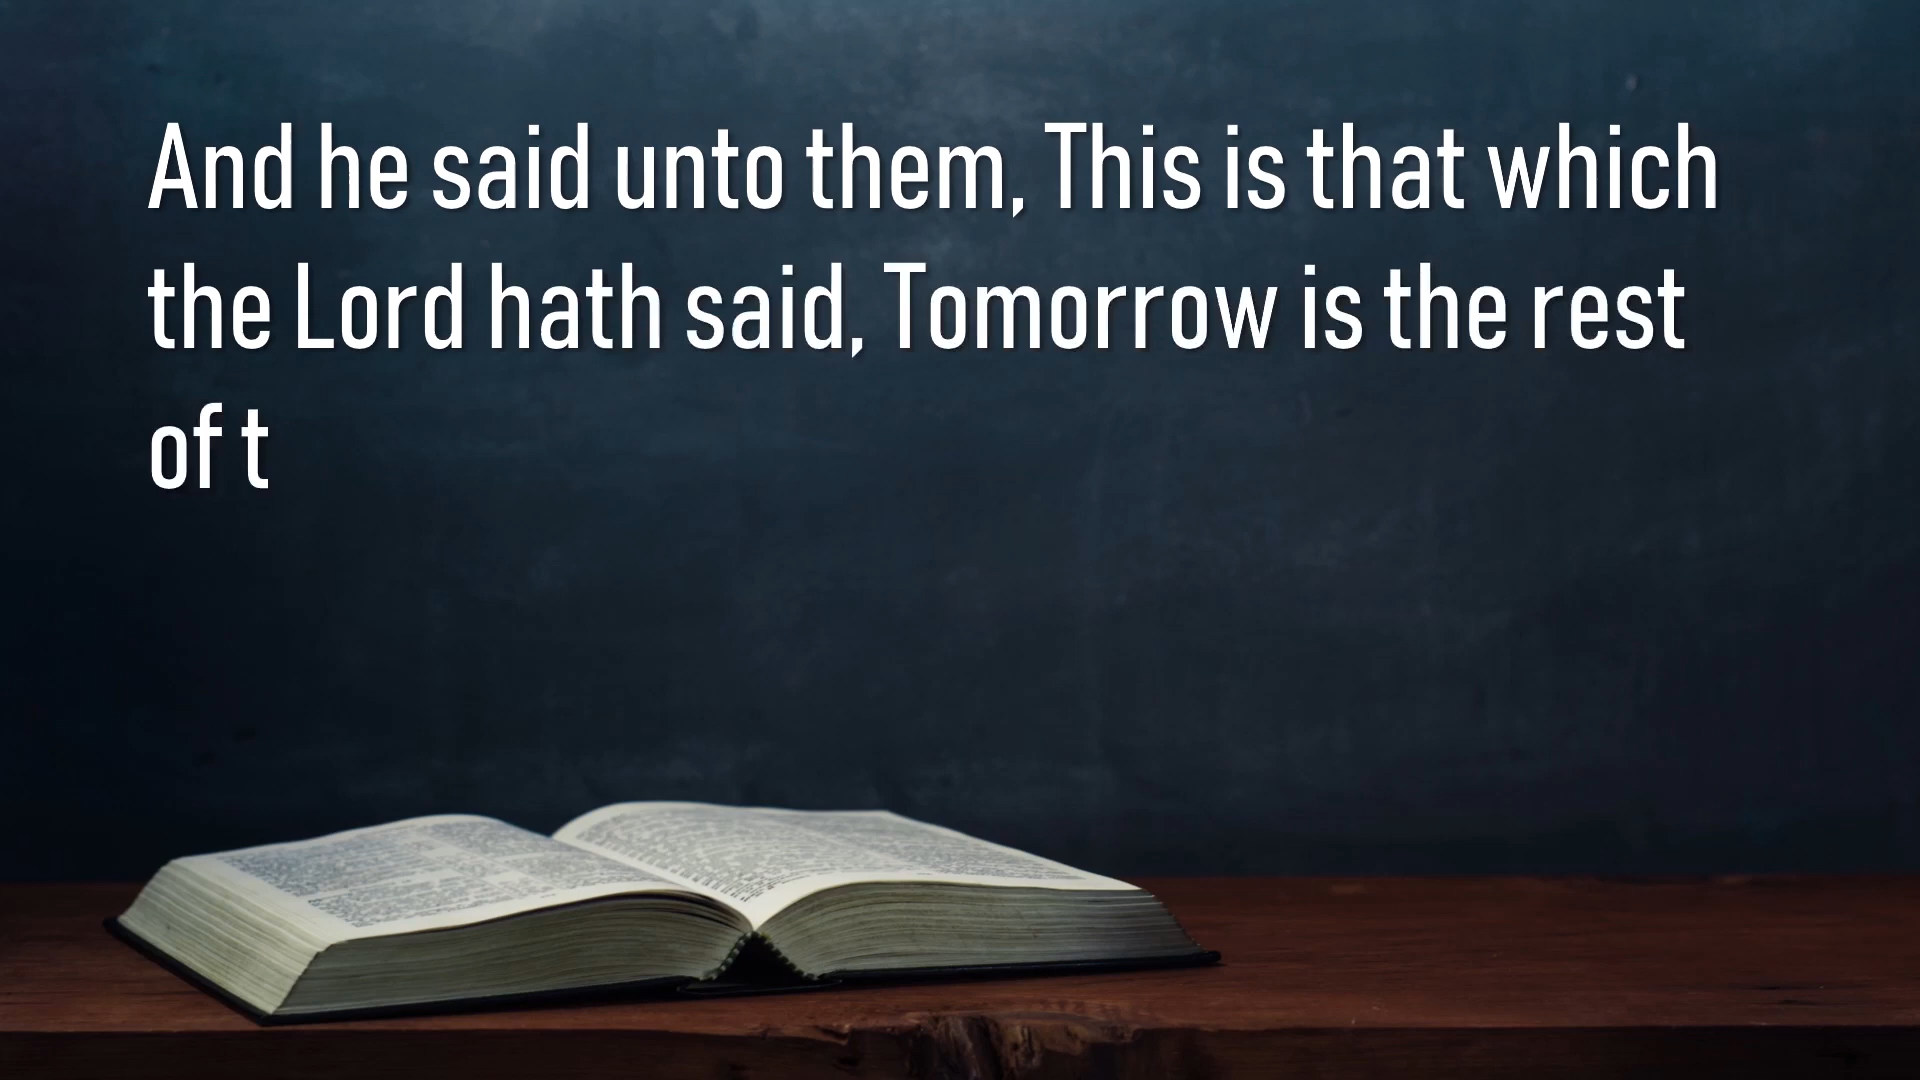 And he said unto them, This is that which
the Lord hath said, Tomorrow is the rest
of t